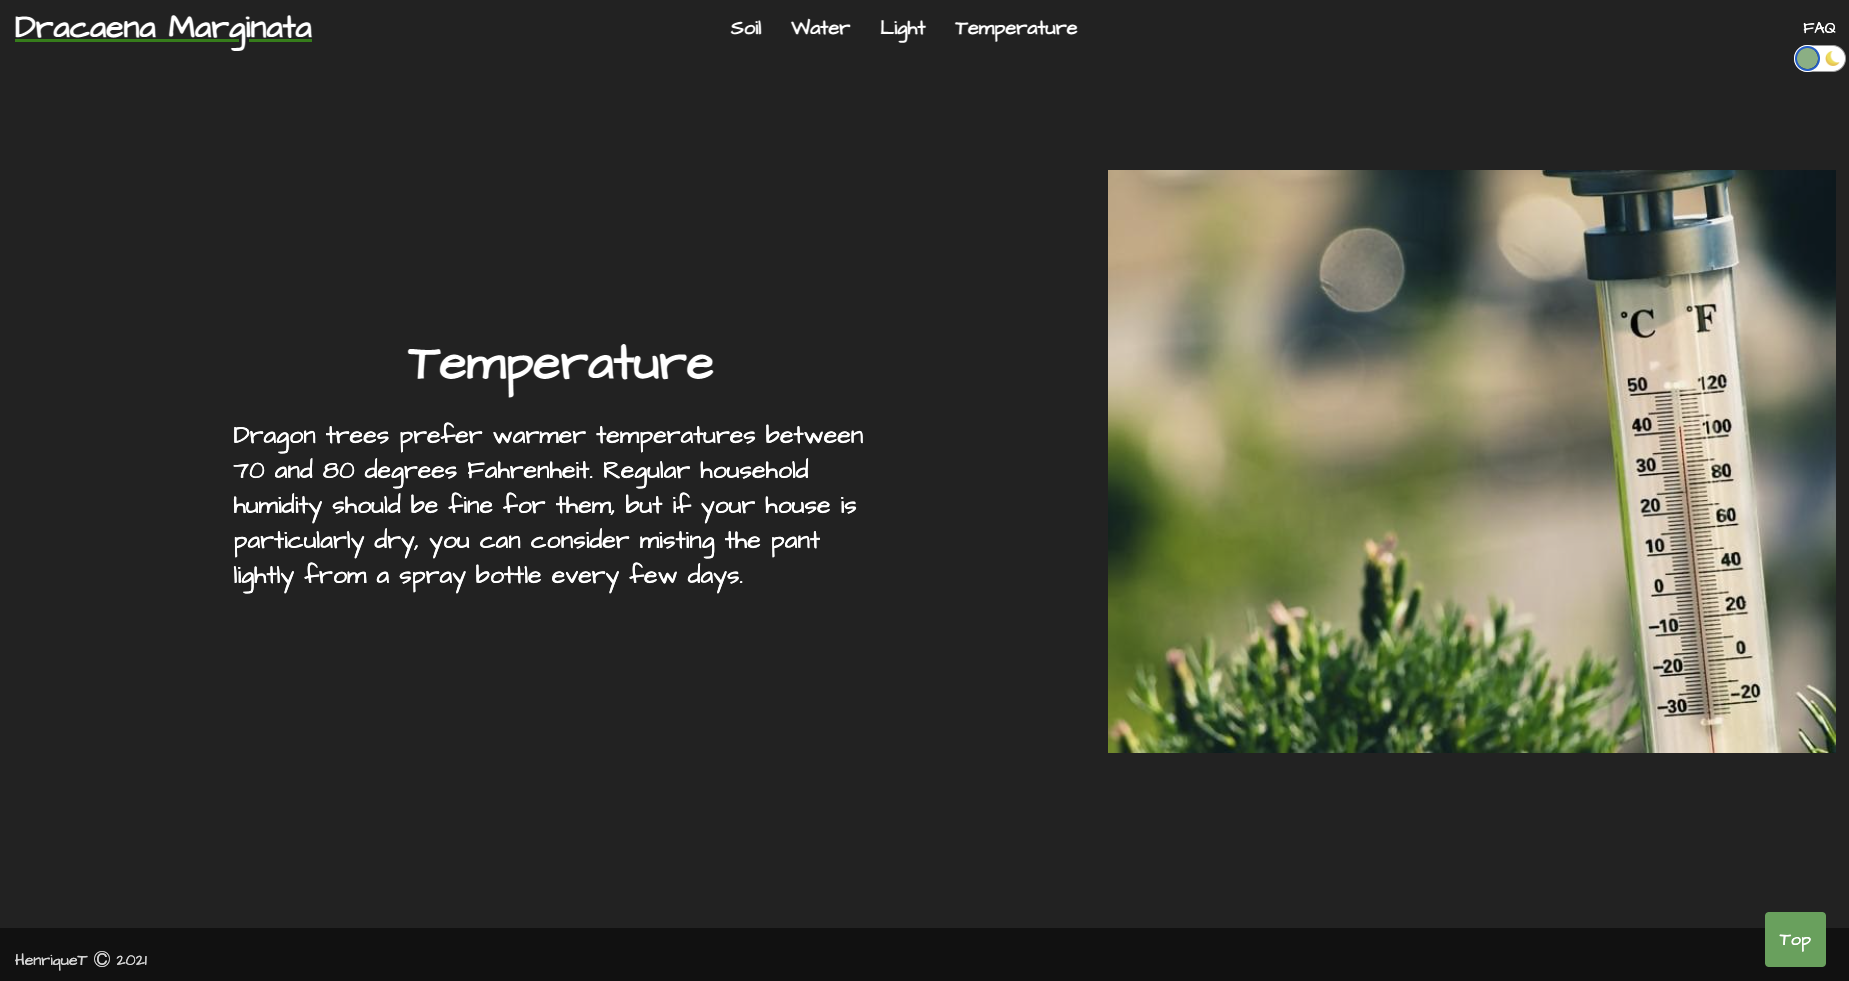 Dracaena Marginata
Soil Water Light Temperature
FAQ
Temperature
Dragon trees prefer warmer temperatures between
70 and 80 degrees Fahrenheit. Regular household
humidity should be fine for them, but if your house is
particularly dry, you can consider misting the pant
lightly from a spray bottle every few days.
°C °F
50 120
40 100
30 80
20 60
10 40
0 20
-10 0
-20 -20
-30
Top
HenriqueT © 2021